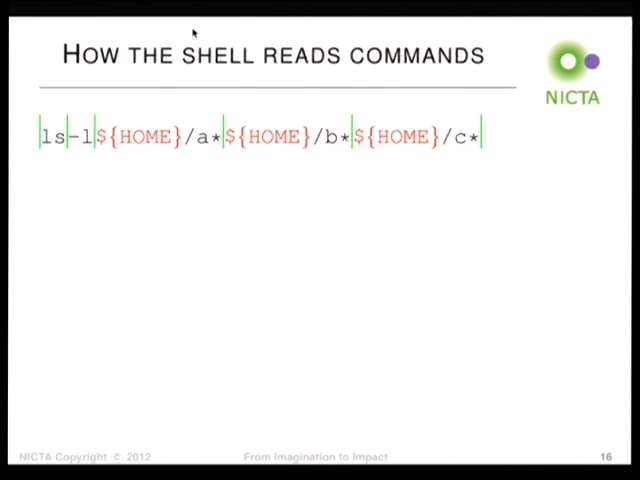 HOW THE SHELL READS COMMANDS
NICTA
ls -l ${HOME}/a* ${HOME}/b* ${HOME}/c*
NICTA Copyright © 2012
From Imagination to Impact
16